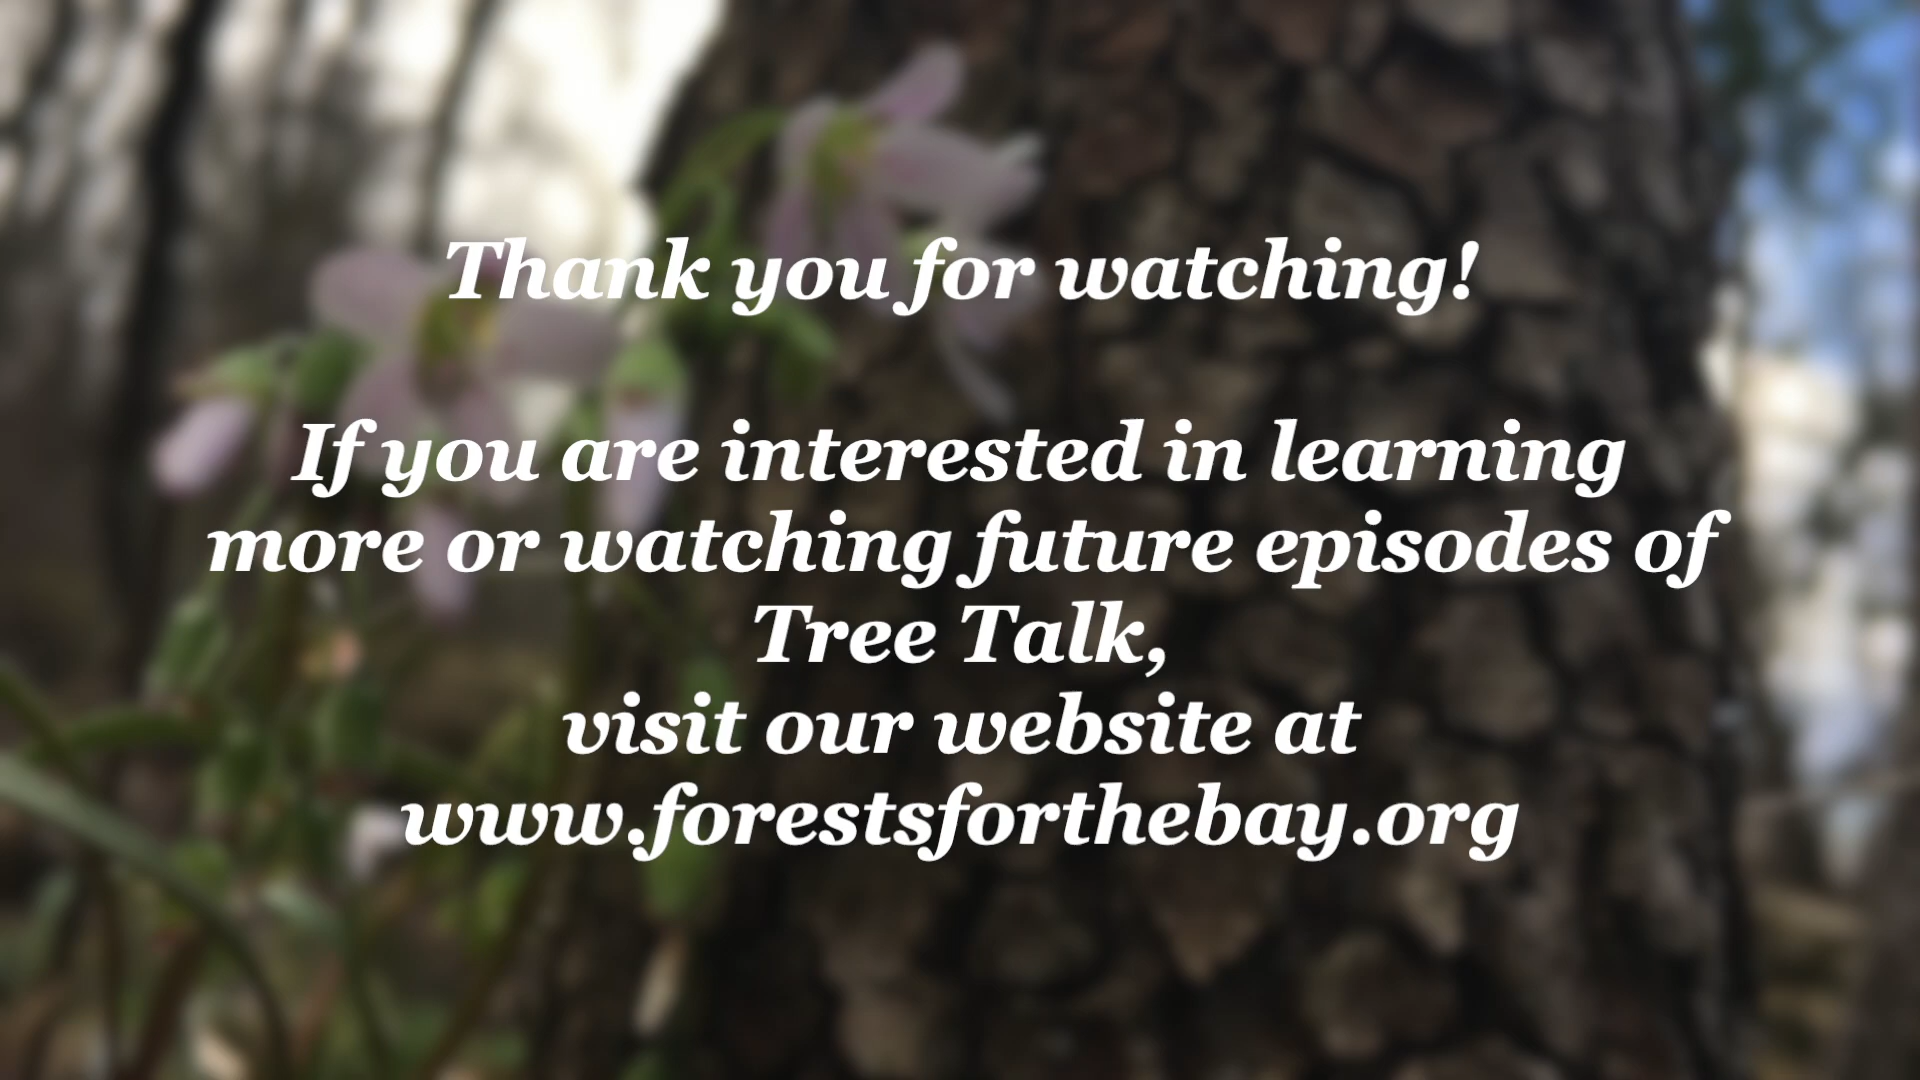 Thank you for watching!
If you are interested in learning
more or watching future episodes of
Tree Talk,
visit our website at
www.forestsforthebay.org